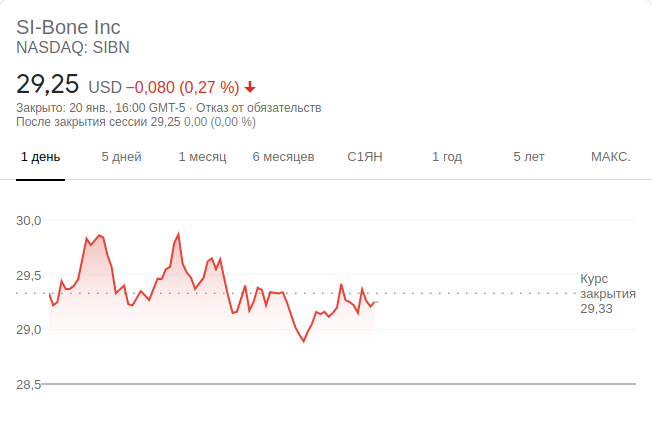 SI-Bone Inc
NASDAQ: SIBN
29,25 USD −0,080 (0,27 %)
Закрыто: 20 янв., 16:00 GMT-5 · Отказ от обязательств
После закрытия сессии 29,25 0,00 (0,00 %)
1 день 5 дней 1 месяц 6 месяцев С1ЯН 1 год 5 лет МАКС.
30,0
29,5
Курс
закрытия
29,33
29,0
28,5